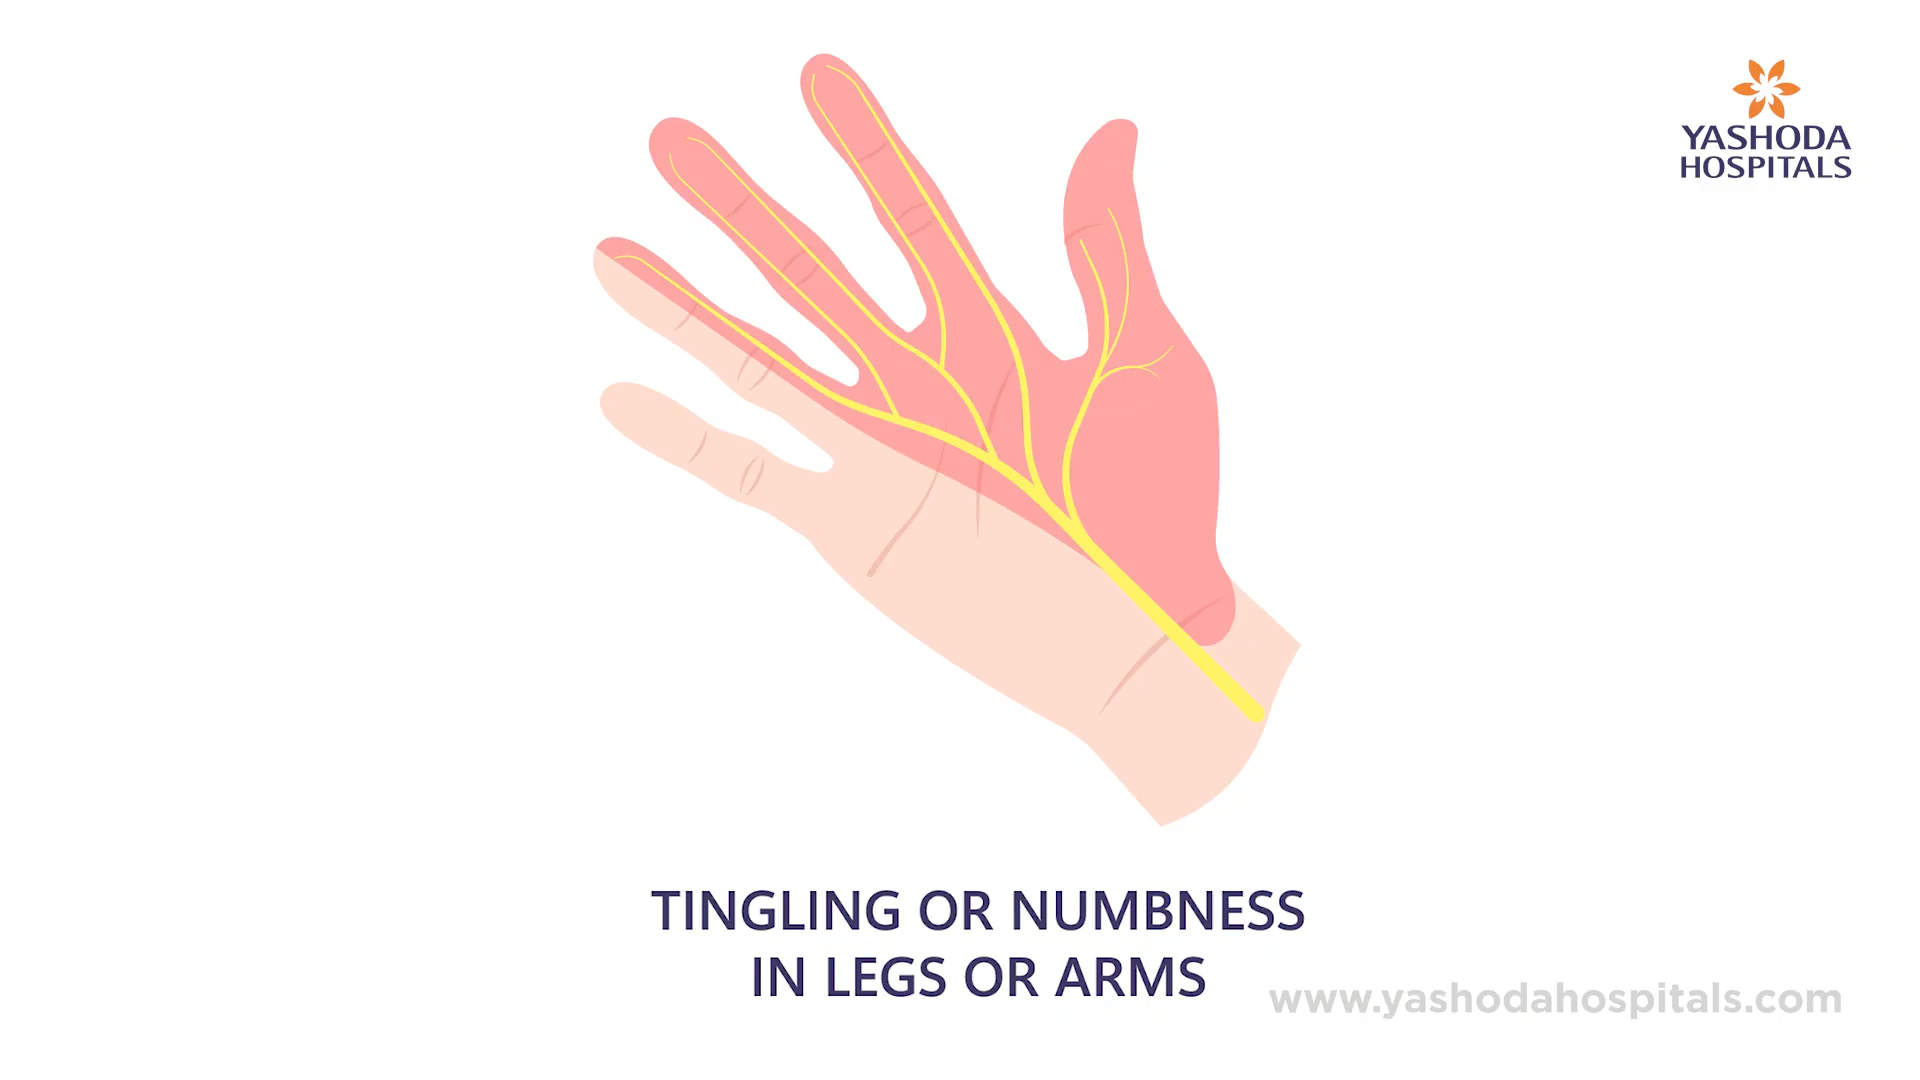 YASHODA
HOSPITALS
TINGLING OR NUMBNESS
IN LEGS OR ARMS
www.yashodahospitals.com